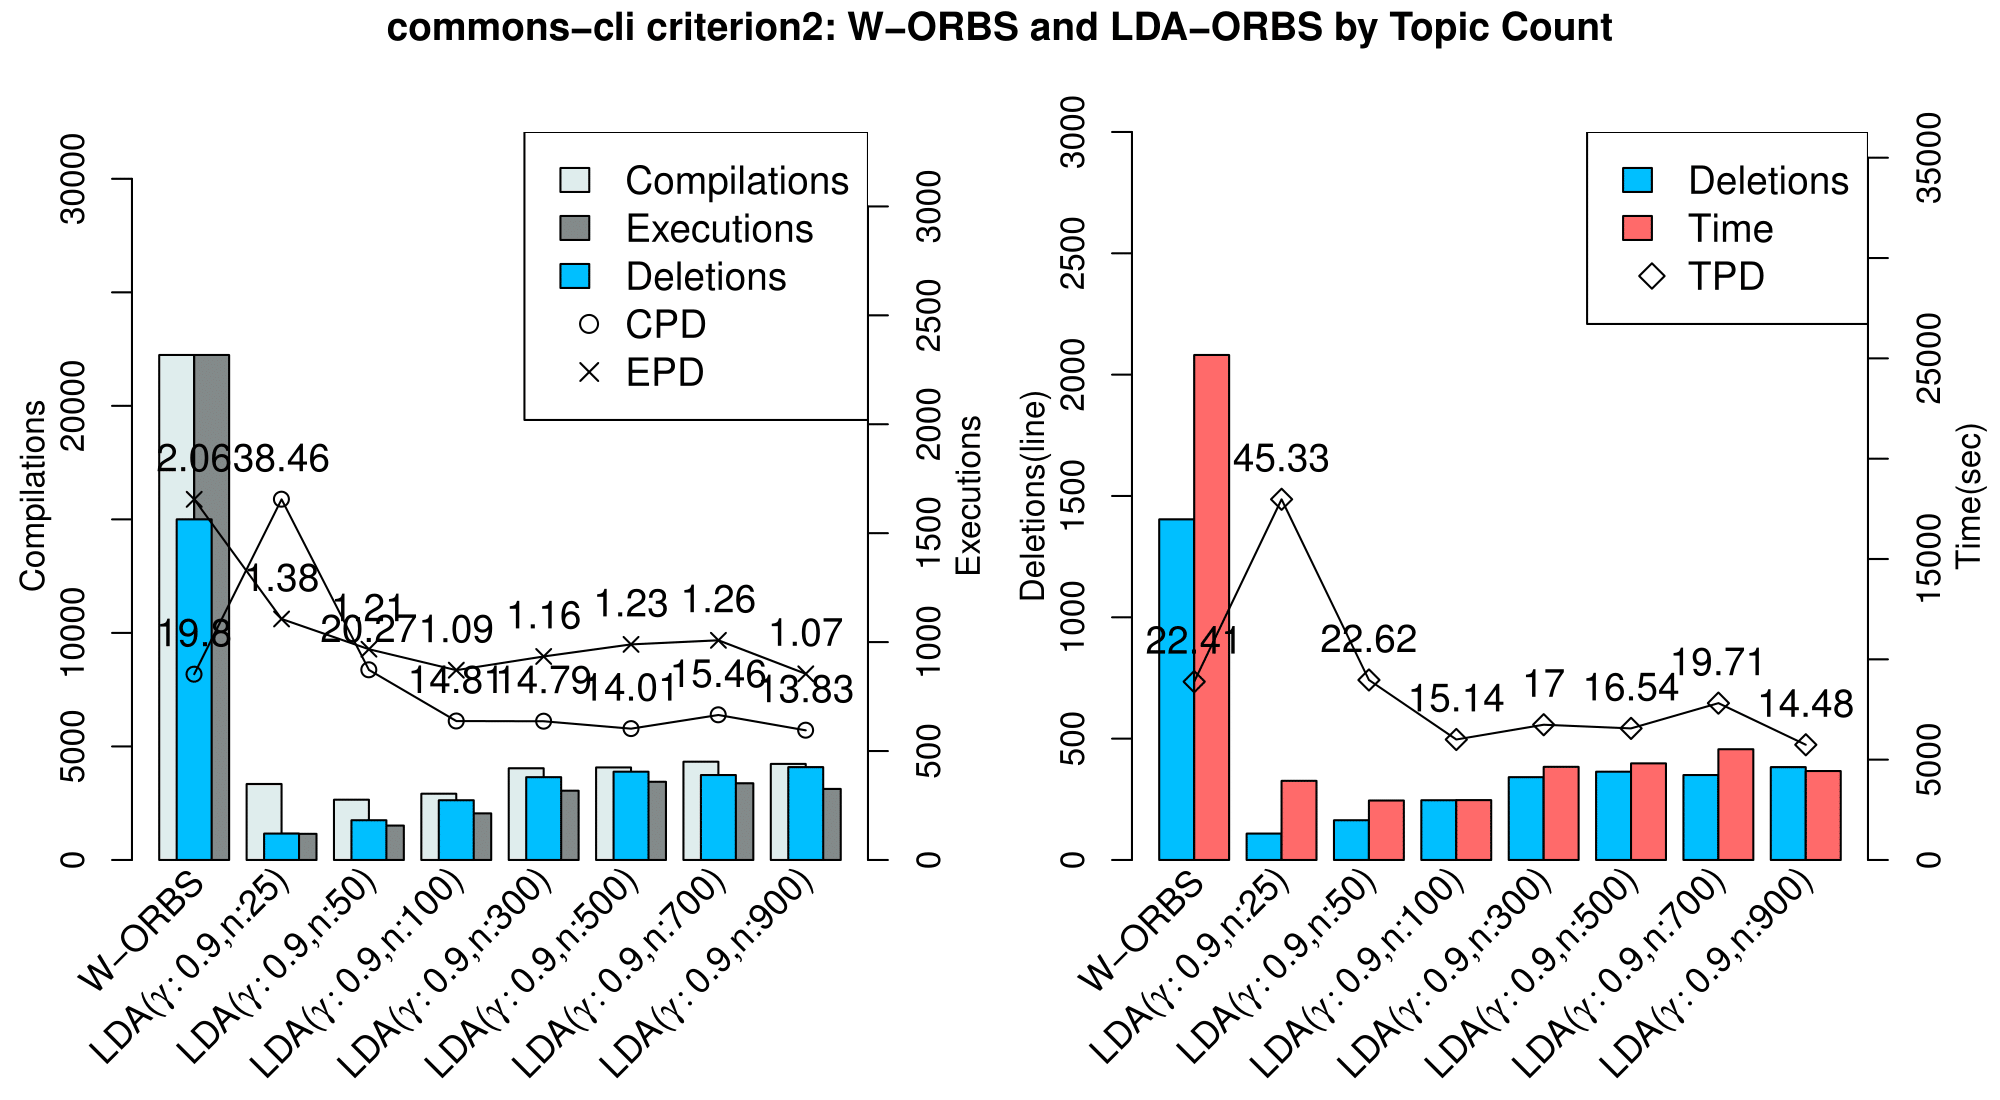 commons−cli criterion2: W−ORBS and LDA−ORBS by Topic Count
Compilations
0
5000
10000
20000
30000
Compilations
Executions
Deletions
CPD
EPD
2.06
38.46
19.8
1.38
1.21
20.27
1.09
14.81
1.16
14.79
1.23
14.01
1.26
15.46
1.07
13.83
0
500
1000
1500
2000
2500
3000
Executions
W−ORBS
LDA(γ: 0.9,n:25)
LDA(γ: 0.9,n:50)
LDA(γ: 0.9,n:100)
LDA(γ: 0.9,n:300)
LDA(γ: 0.9,n:500)
LDA(γ: 0.9,n:700)
LDA(γ: 0.9,n:900)
Deletions(line)
0
500
1000
1500
2000
2500
3000
Deletions
Time
TPD
22.41
45.33
22.62
15.14
17
16.54
19.71
14.48
0
5000
15000
25000
35000
Time(sec)
W−ORBS
LDA(γ: 0.9,n:25)
LDA(γ: 0.9,n:50)
LDA(γ: 0.9,n:100)
LDA(γ: 0.9,n:300)
LDA(γ: 0.9,n:500)
LDA(γ: 0.9,n:700)
LDA(γ: 0.9,n:900)